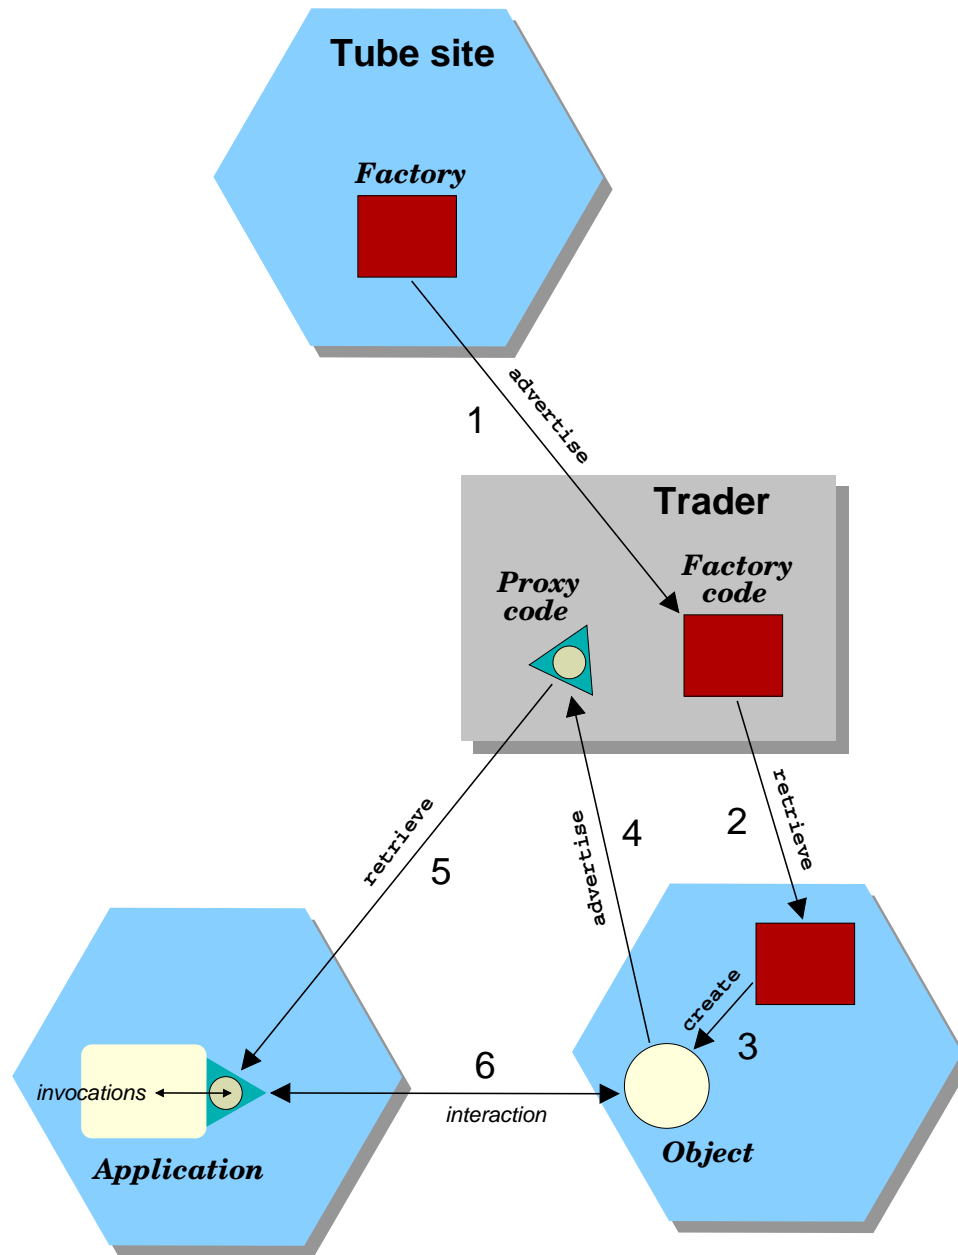 Tube site
Factory
advertise
1
Trader
Factory
code
Proxy
code
retrieve
2
4
advertise
retrieve
5
create
3
6
interaction
invocations
Application
Object